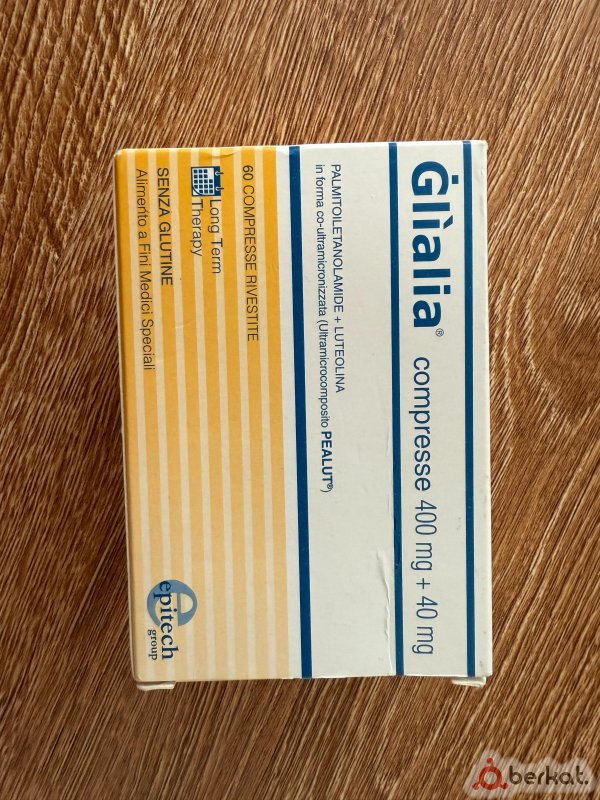 Glìalia® compresse 400 mg + 40 mg
PALMITOILETANOLAMIDE + LUTEOLINA
in forma co-ultramicronizzata (Ultramicrocomposito PEALUT®)
60 COMPRESSE RIVESTITE
Long Term
Therapy
SENZA GLUTINE
Alimento a Fini Medici Speciali
epitech
group
berkat.